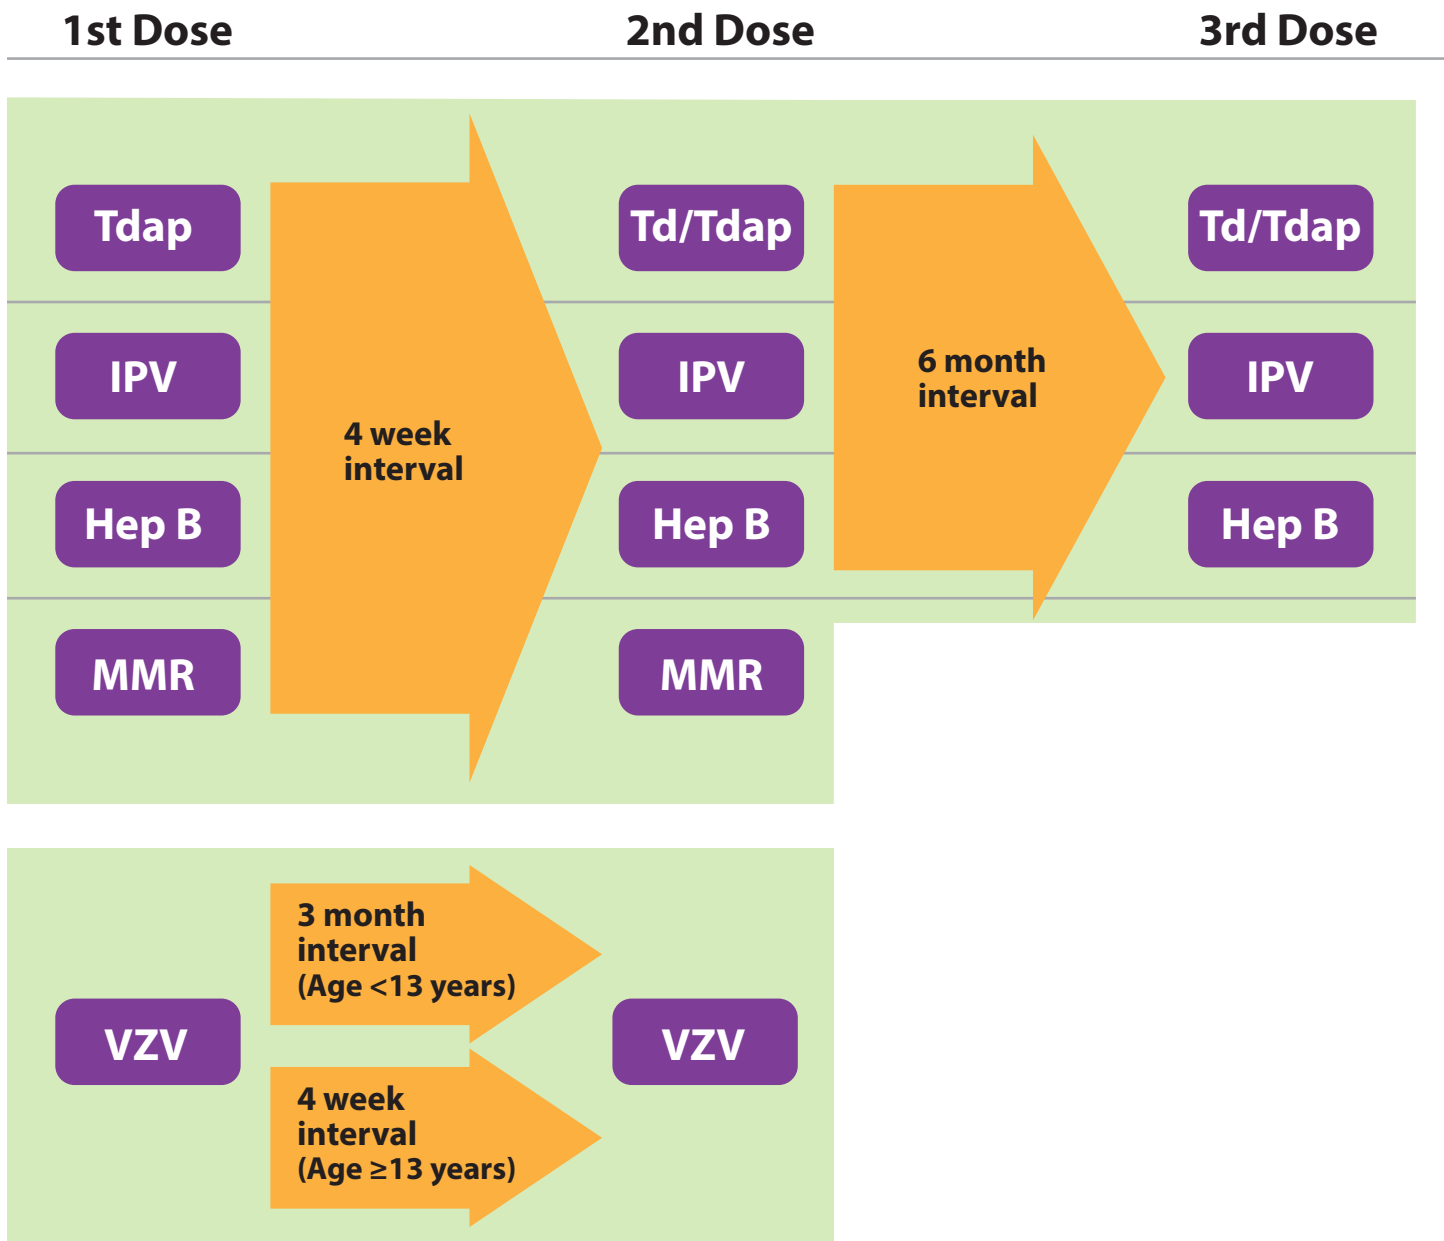 1st Dose 2nd Dose 3rd Dose
Tdap Td/Tdap Td/Tdap
IPV IPV 6 month IPV
interval
4 week
interval
Hep B Hep B Hep B
MMR MMR
3 month
interval
(Age <13 years)
VZV VZV
4 week
interval
(Age ≥13 years)